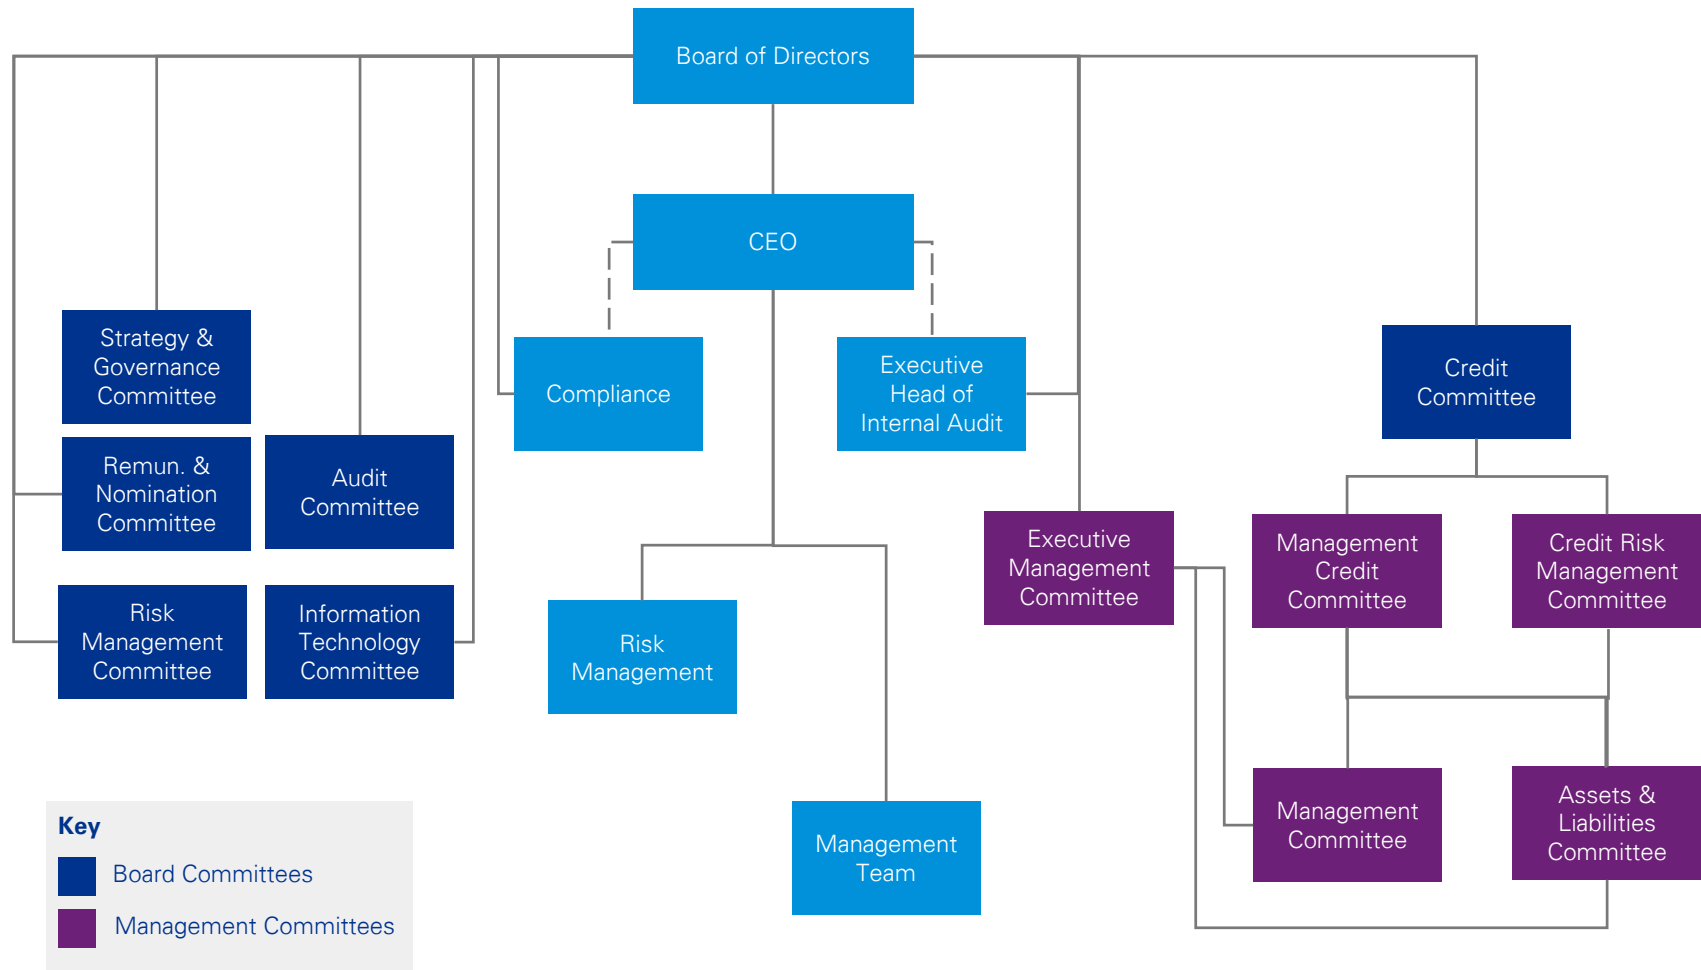 Board of Directors
CEO
Strategy &
Governance
Committee
Compliance
Executive
Head of
Internal Audit
Credit
Committee
Remun. &
Nomination
Committee
Audit
Committee
Executive
Management
Committee
Management
Credit
Committee
Credit Risk
Management
Committee
Risk
Management
Committee
Information
Technology
Committee
Risk
Management
Management
Team
Management
Committee
Assets &
Liabilities
Committee
Key
Board Committees
Management Committees